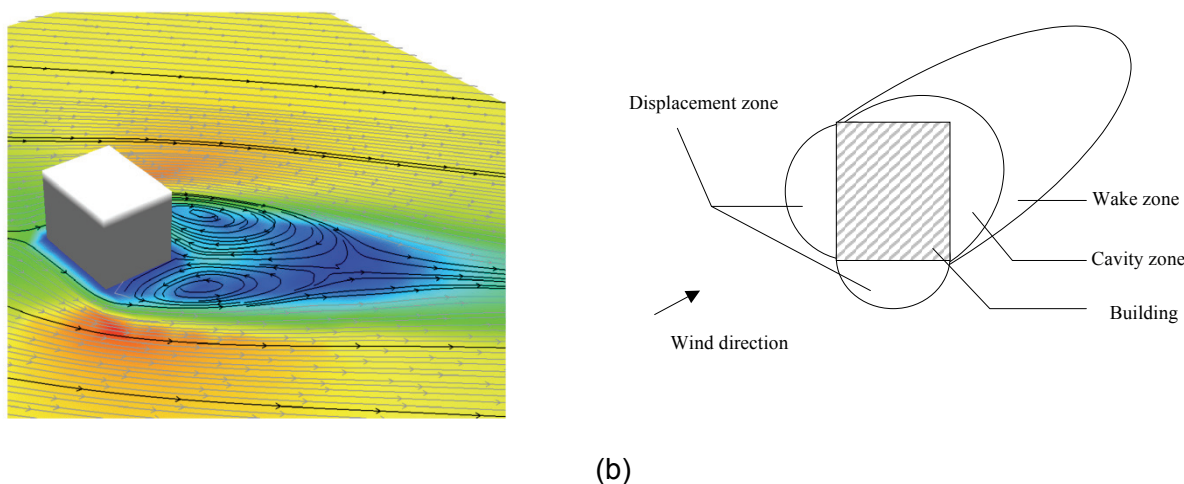 Displacement zone
Wake zone
Cavity zone
Building
Wind direction
(b)